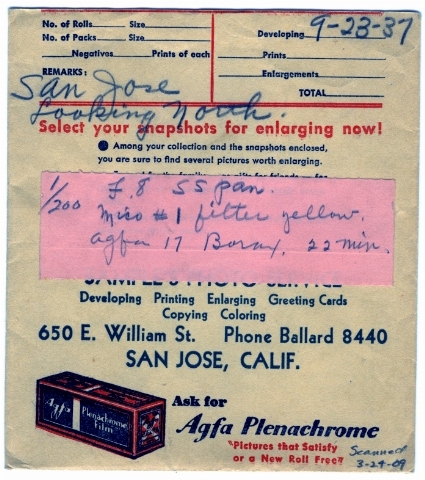 No. of Rolls Size
No. of Packs Size
Negatives Prints of each
REMARKS:
Developing 9-23-37
Prints
Enlargements
TOTAL
San Jose
Looking North.
Select your snapshots for enlarging now!
Among your collection and the snapshots enclosed,
you are sure to find several pictures worth enlarging.
1/200 f.8 SS pan.
#1 filter yellow.
Agfa 17 Borax, 22 min.
PHOTO SERVICE
Developing Printing Enlarging Greeting Cards
Copying Coloring
650 E. William St. Phone Ballard 8440
SAN JOSE, CALIF.
Agfa
Plenachrome
Film
Ask for
Agfa Plenachrome
"Pictures that Satisfy
or a New Roll Free"
Scanned
3-24-09